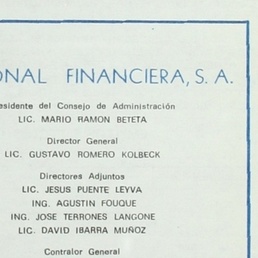 ONAL FINANCIERA, S. A.
esidente del Consejo de Administración
LIC. MARIO RAMON BETETA
Director General
LIC. GUSTAVO ROMERO KOLBECK
Directores Adjuntos
LIC. JESUS PUENTE LEYVA
ING. AGUSTIN FOUQUE
ING. JOSE TERRONES LANGONE
LIC. DAVID IBARRA MUÑOZ
Contralor General